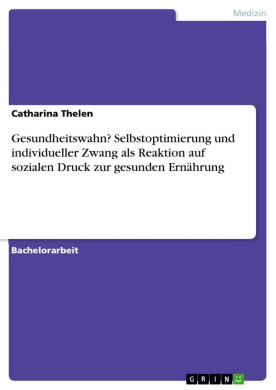 Medizin
Catharina Thelen
Gesundheitswahn? Selbstoptimierung und
individueller Zwang als Reaktion auf
sozialen Druck zur gesunden Ernährung
Bachelorarbeit
GRIN